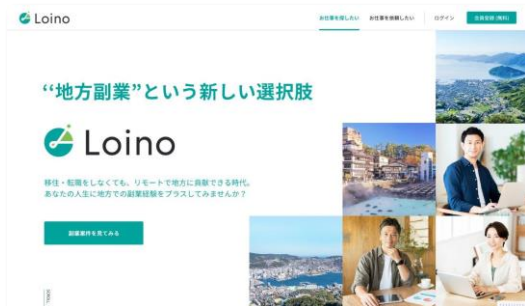 Loino
お仕事を探したい
お仕事を依頼したい
ログイン
会員登録(無料)
“地方副業”という新しい選択肢
Loino
移住・転職をしなくても、リモートで地方に貢献できる時代。
あなたの人生に地方での副業経験をプラスしてみませんか？
副業案件を見てみる